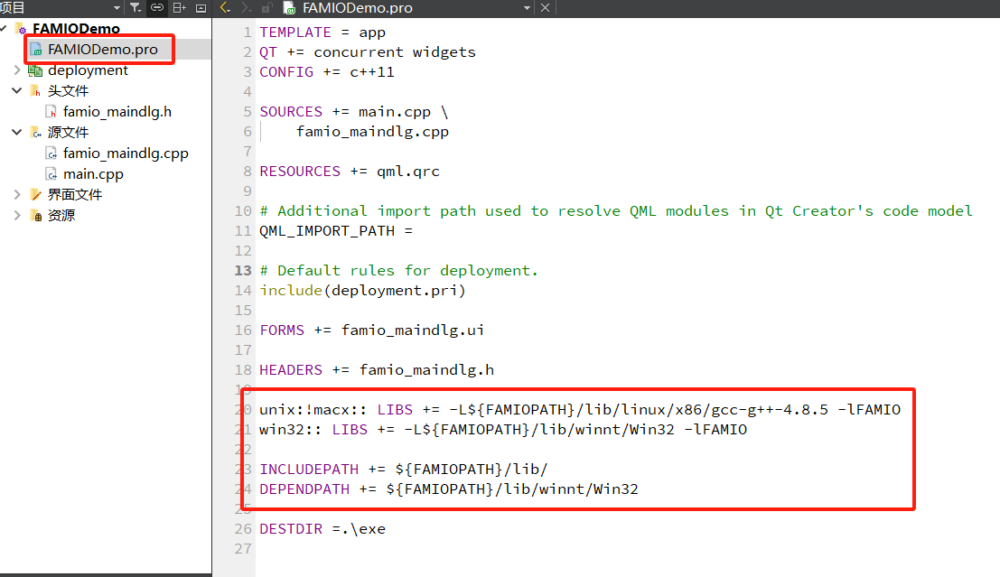 项目
FAMIODemo.pro
FAMIODemo
FAMIODemo.pro
deployment
头文件
famio_maindlg.h
源文件
famio_maindlg.cpp
main.cpp
界面文件
资源
1 TEMPLATE = app
2 QT += concurrent widgets
3 CONFIG += c++11
4
5 SOURCES += main.cpp \
6     famio_maindlg.cpp
7
8 RESOURCES += qml.qrc
9
10 # Additional import path used to resolve QML modules in Qt Creator's code model
11 QML_IMPORT_PATH =
12
13 # Default rules for deployment.
14 include(deployment.pri)
15
16 FORMS += famio_maindlg.ui
17
18 HEADERS += famio_maindlg.h
19
20 unix:!macx:: LIBS += -L${FAMIOPATH}/lib/linux/x86/gcc-g++-4.8.5 -lFAMIO
21 win32:: LIBS += -L${FAMIOPATH}/lib/winnt/Win32 -lFAMIO
22
23 INCLUDEPATH += ${FAMIOPATH}/lib/
24 DEPENDPATH += ${FAMIOPATH}/lib/winnt/Win32
25
26 DESTDIR =.\exe
27